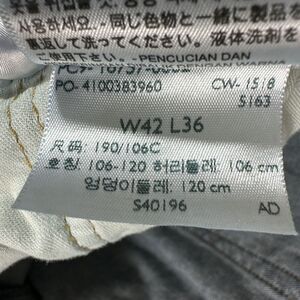 사용하세요. 同じ色物と一緒に製品を
裏返して洗ってください。液体洗剤を
PENCUCIAN DAN
PO- 4100383960 CW- 1518
S163
W42 L36
尺码: 190/106C
호칭: 106-120 허리둘레: 106 cm
엉덩이둘레: 120 cm
S40196 AD